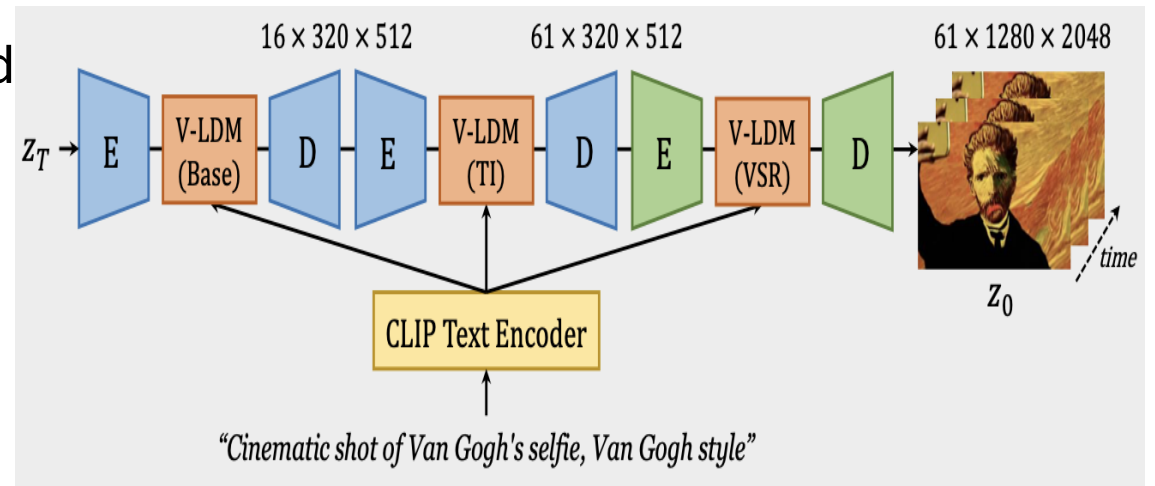 d
16 × 320 × 512
61 × 320 × 512
61 × 1280 × 2048
z_T
E
V-LDM
(Base)
D
E
V-LDM
(TI)
D
E
V-LDM
(VSR)
D
time
z_0
CLIP Text Encoder
“Cinematic shot of Van Gogh's selfie, Van Gogh style”